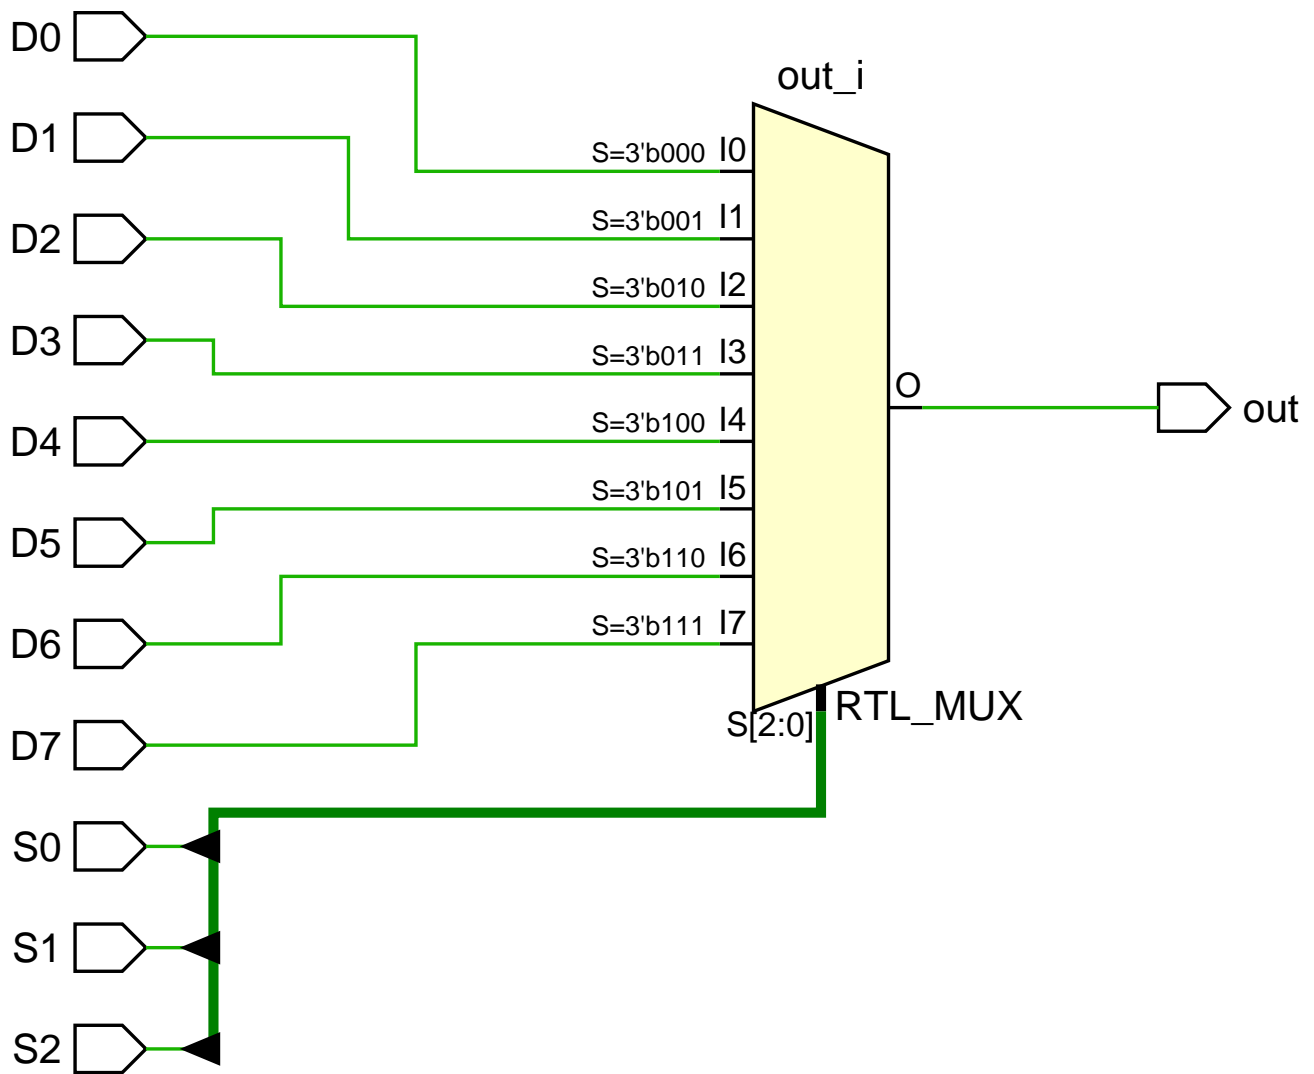 D0
out_i
D1
S=3'b000 I0
S=3'b001 I1
D2
S=3'b010 I2
D3
S=3'b011 I3
O
out
D4
S=3'b100 I4
S=3'b101 I5
D5
S=3'b110 I6
D6
S=3'b111 I7
RTL_MUX
S[2:0]
D7
S0
S1
S2